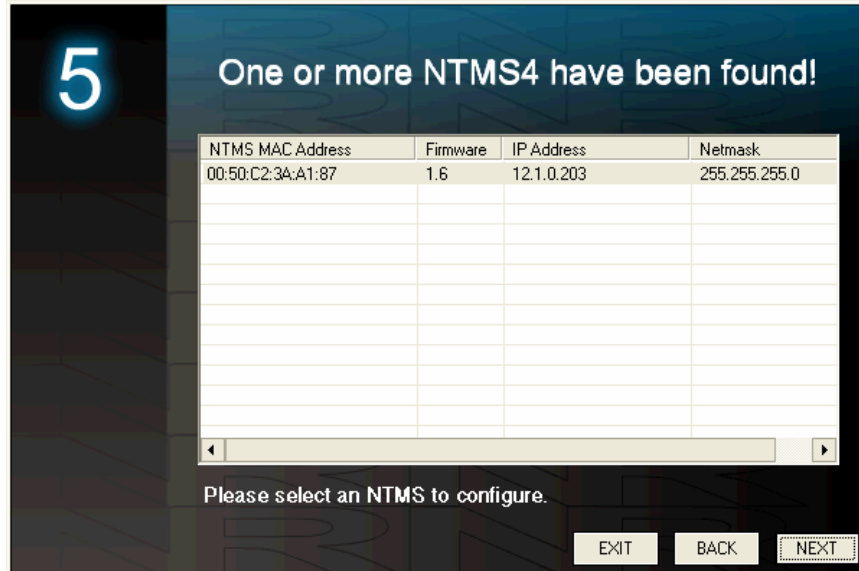 5
One or more NTMS4 have been found!
NTMS MAC Address Firmware IP Address Netmask
00:50:C2:3A:A1:87 1.6 12.1.0.203 255.255.255.0
Please select an NTMS to configure.
EXIT BACK NEXT